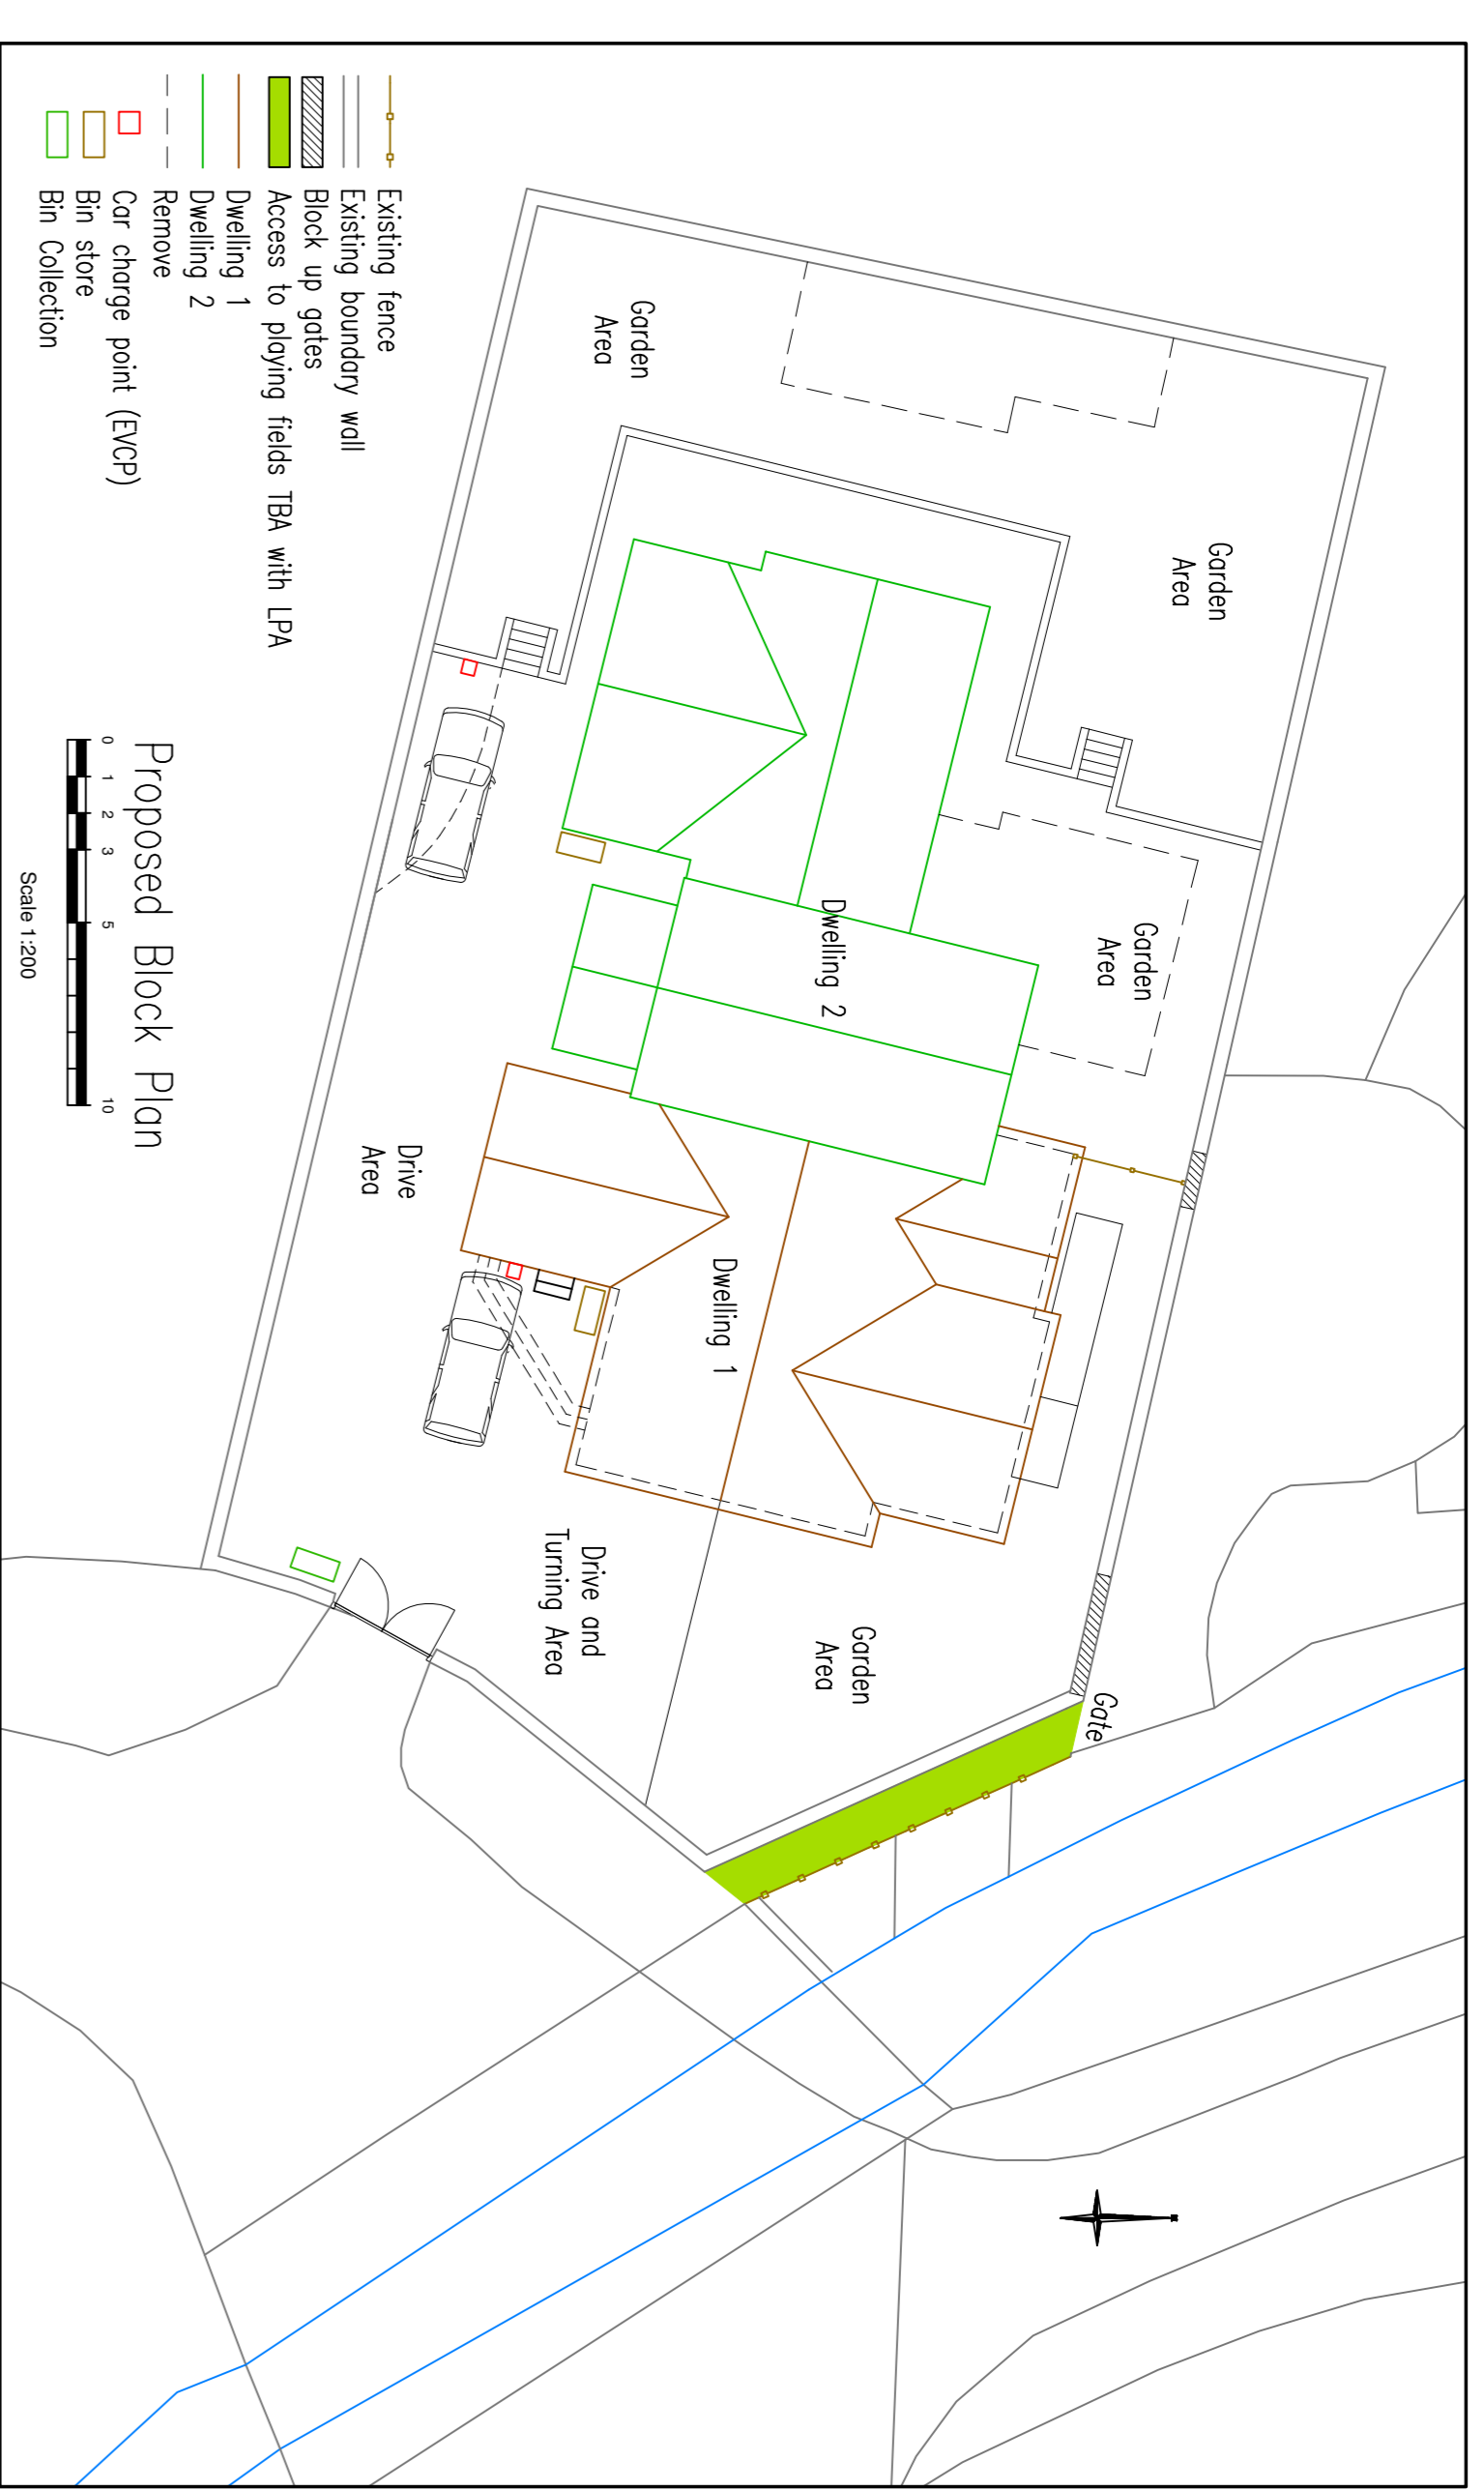 Garden
Area
Garden
Area
Garden
Area
Dwelling 2
Dwelling 1
Drive
Area
Drive and
Turning Area
Garden
Area
Gate
Existing fence
Existing boundary wall
Block up gates
Access to playing fields TBA with LPA
Dwelling 1
Dwelling 2
Remove
Car charge point (EVCP)
Bin store
Bin Collection
Proposed Block Plan
0 1 2 3 5 10
Scale 1:200